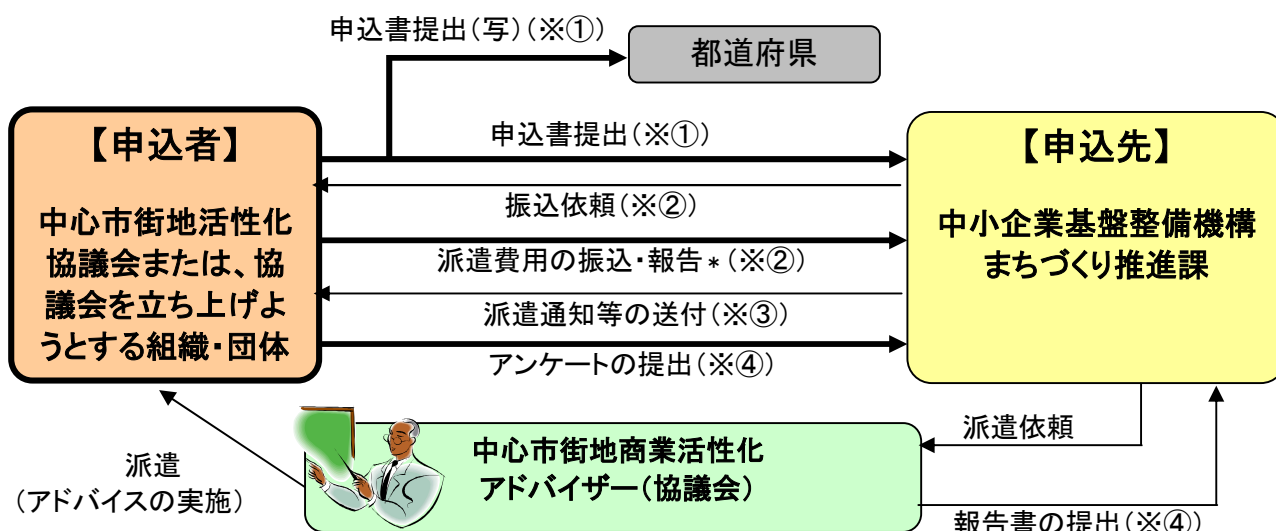 申込書提出(写)(※①)
都道府県
【申込者】
中心市街地活性化
協議会または、協
議会を立ち上げよ
うとする組織・団体
申込書提出(※①)
振込依頼(※②)
派遣費用の振込・報告*(※②)
派遣通知等の送付(※③)
アンケートの提出(※④)
【申込先】
中小企業基盤整備機構
まちづくり推進課
派遣
(アドバイスの実施)
中心市街地商業活性化
アドバイザー(協議会)
派遣依頼
報告書の提出(※④)